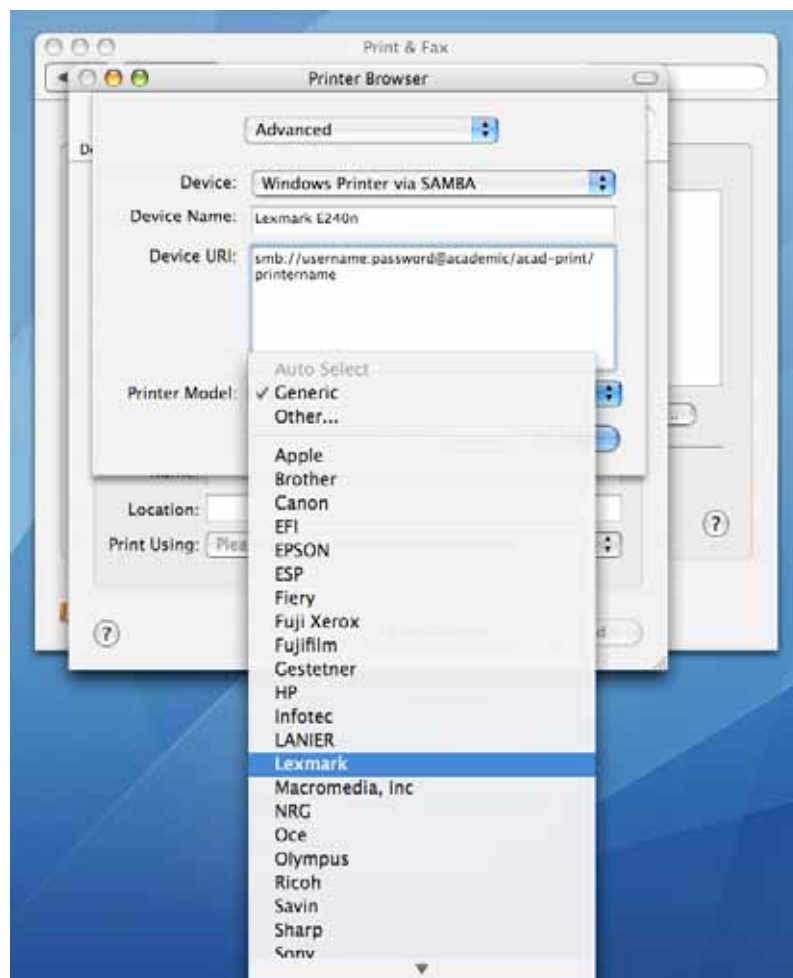 Print & Fax
Printer Browser
Advanced
Device: Windows Printer via SAMBA
Device Name: Lexmark E240n
Device URI: smb://username:password@academic/acad-print/
printername
Auto Select
Printer Model: ✓ Generic
Other...
Apple
Brother
Canon
EFI
EPSON
ESP
Fiery
Fuji Xerox
Fujifilm
Gestetner
HP
Infotec
LANIER
Lexmark
Macromedia, Inc
NRG
Oce
Olympus
Ricoh
Savin
Sharp
Sony
Location:
Print Using:
?
?